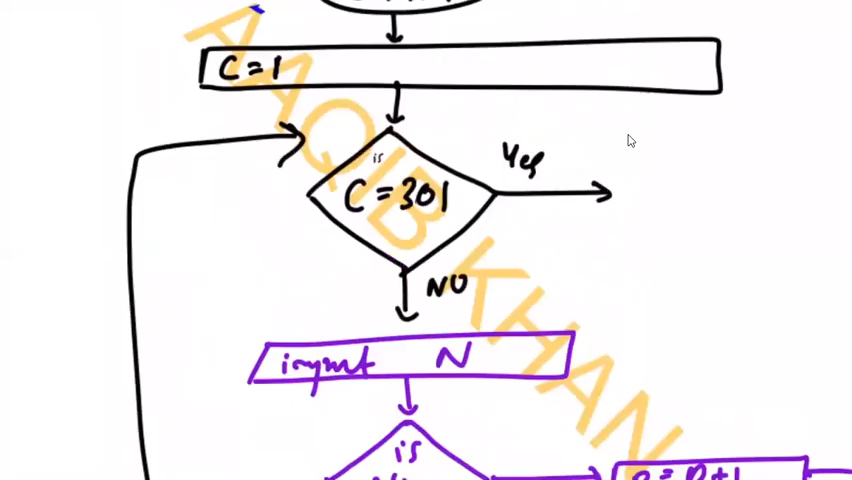 C = 1
is
C = 301
Yes
NO
input N
is
AAQIB KHAN